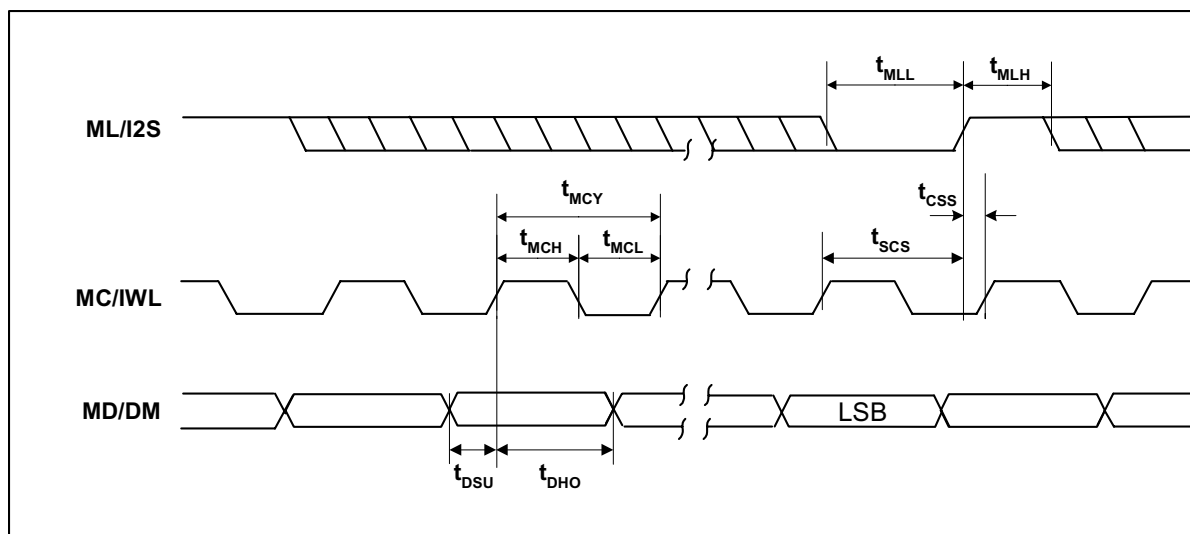 tMLL tMLH
ML/I2S
tMCY
tCSS
tMCH tMCL
tSCS
MC/IWL
MD/DM
LSB
tDSU tDHO